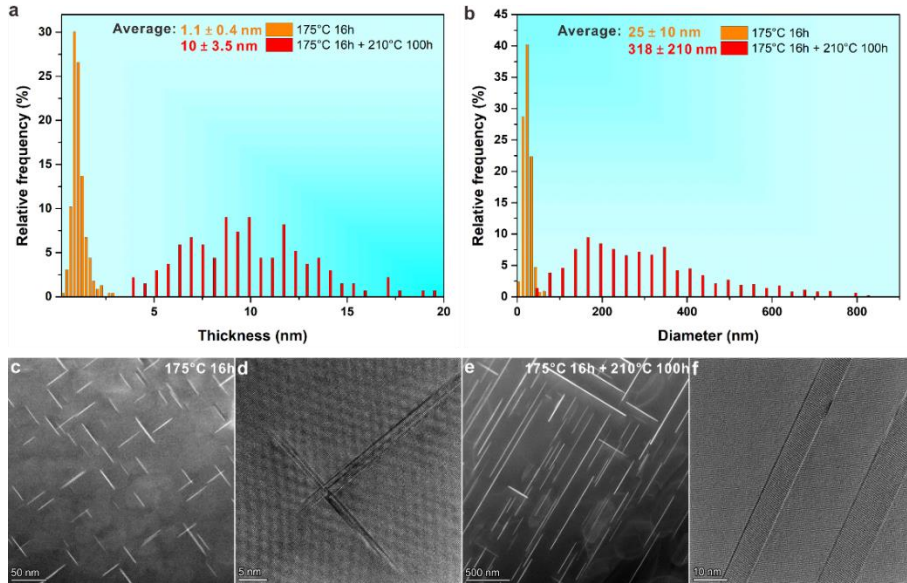 a
Average: 1.1 ± 0.4 nm 175°C 16h
10 ± 3.5 nm 175°C 16h + 210°C 100h
30
25
20
15
10
5
0
Relative frequency (%)
5 10 15 20
Thickness (nm)
b
Average: 25 ± 10 nm 175°C 16h
318 ± 210 nm 175°C 16h + 210°C 100h
45
40
35
30
25
20
15
10
5
0
Relative frequency (%)
0 200 400 600 800
Diameter (nm)
c 175°C 16h
50 nm
d
5 nm
e 175°C 16h + 210°C 100h
500 nm
f
10 nm